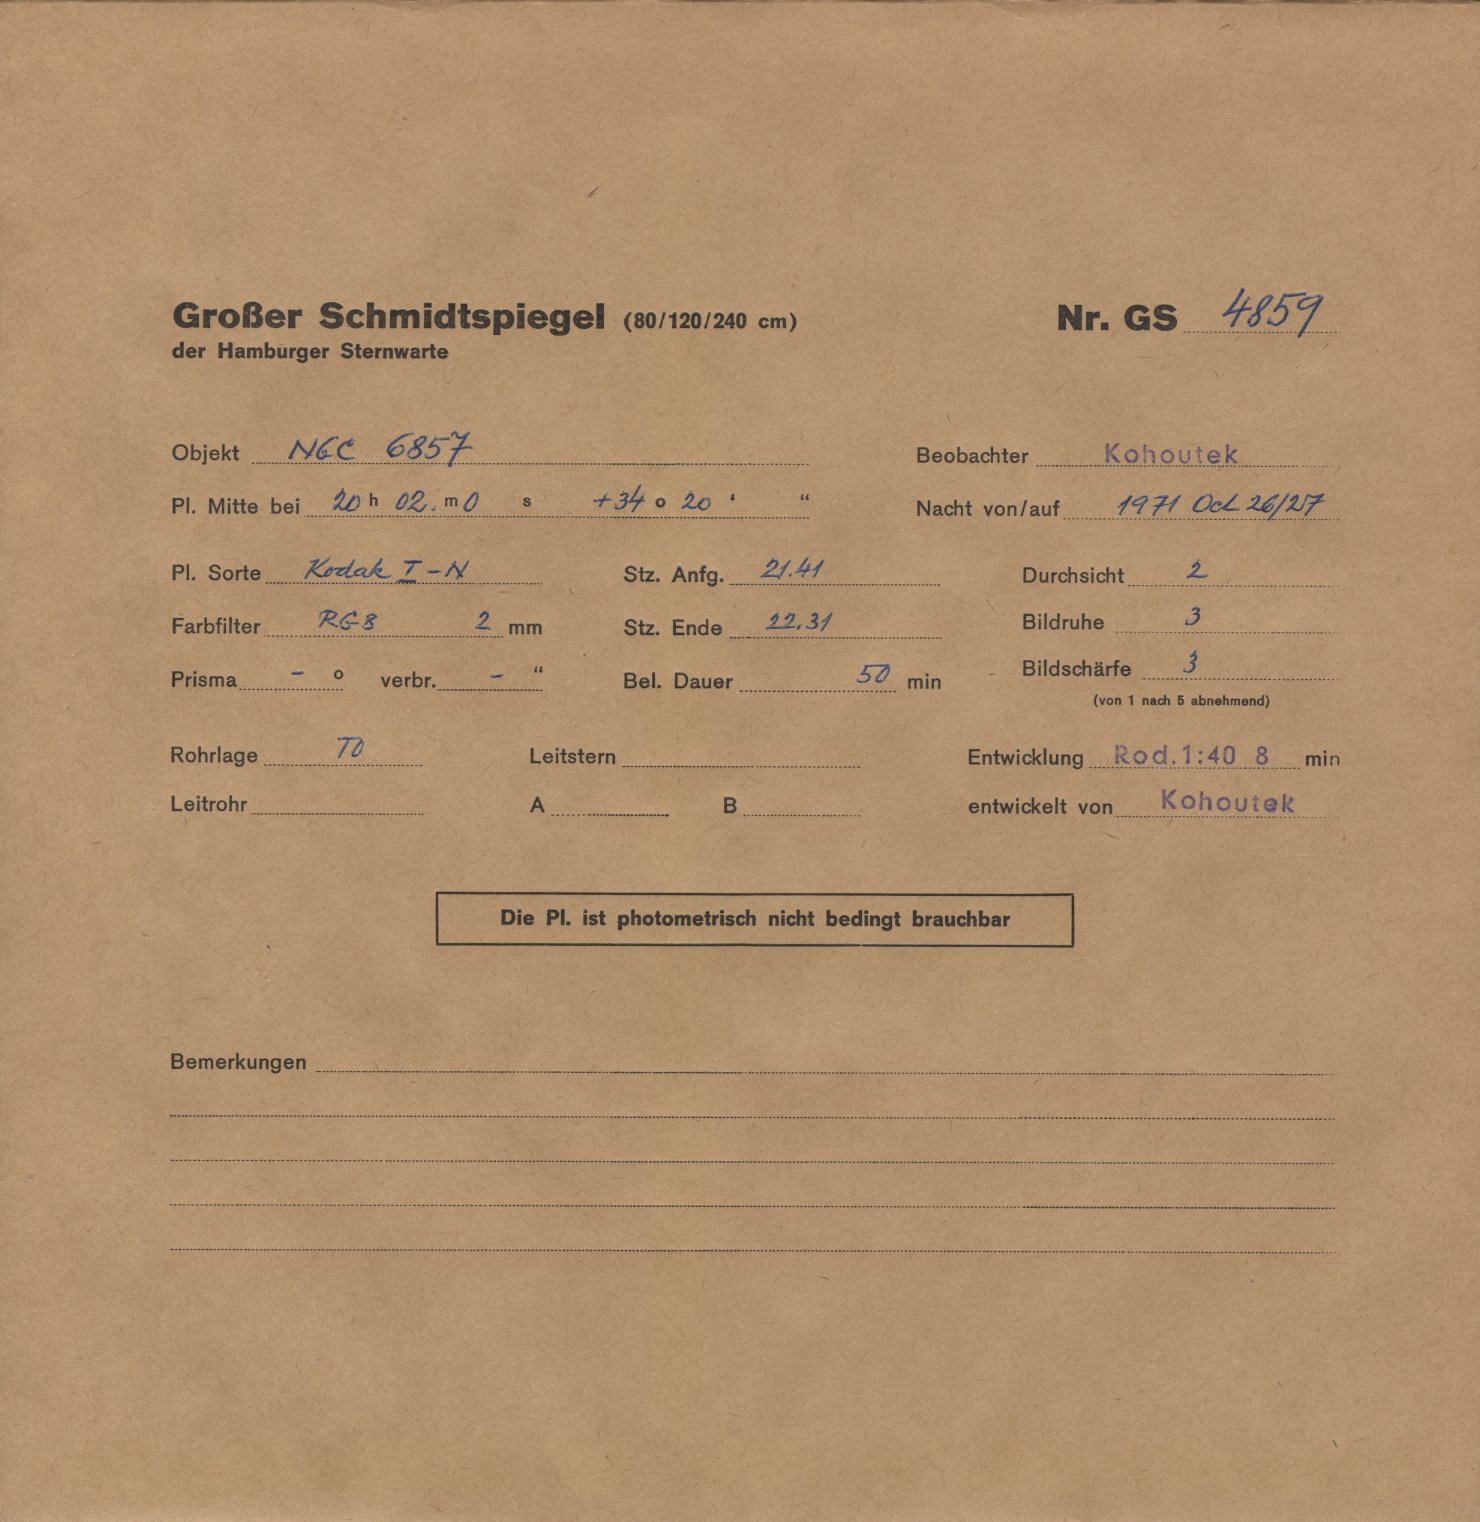 Großer Schmidtspiegel (80/120/240 cm) Nr. GS 4859
der Hamburger Sternwarte
Objekt NGC 6857 Beobachter Kohoutek
Pl. Mitte bei 20 h 02. m 0 s +34 o 20 ‘ “ Nacht von/auf 1971 Oct 26/27
Pl. Sorte Kodak I-N Stz. Anfg. 21.41 Durchsicht 2
Farbfilter RG8 2 mm Stz. Ende 22.31 Bildruhe 3
Prisma - o verbr. - “ Bel. Dauer 50 min Bildschärfe 3
(von 1 nach 5 abnehmend)
Rohrlage TO Leitstern Entwicklung Rod.1:40 8 min
Leitrohr A B entwickelt von Kohoutek
Die Pl. ist photometrisch nicht bedingt brauchbar
Bemerkungen